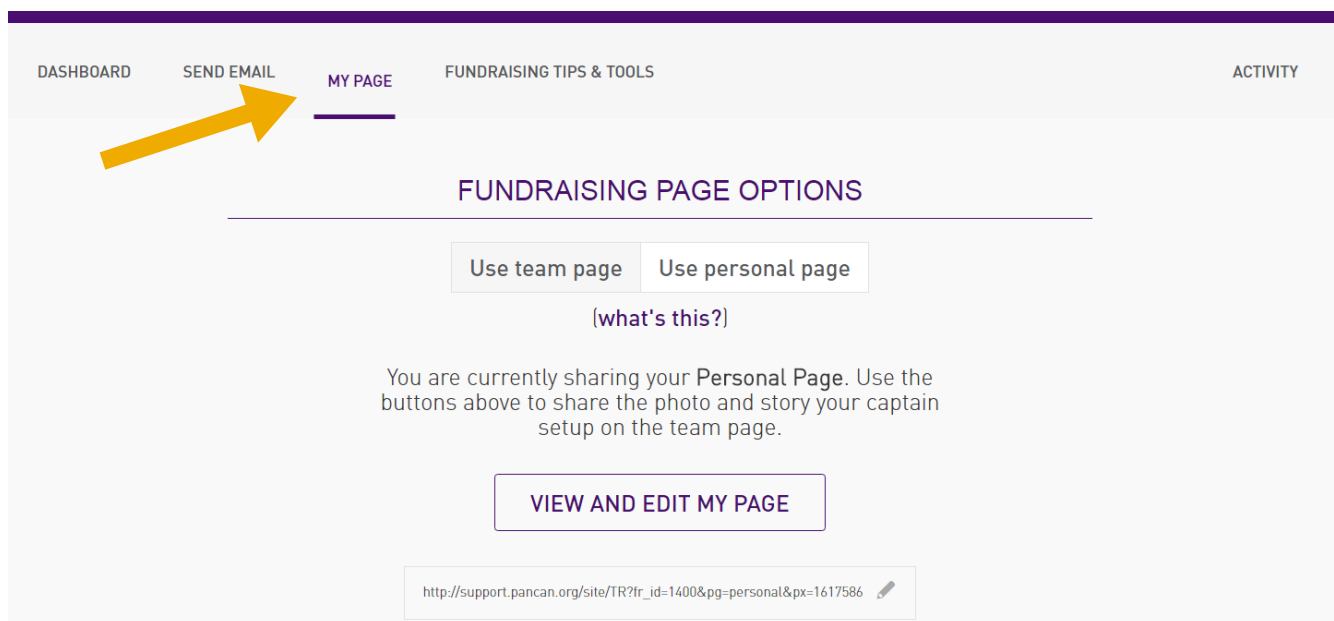 DASHBOARD SEND EMAIL MY PAGE FUNDRAISING TIPS & TOOLS ACTIVITY
FUNDRAISING PAGE OPTIONS
Use team page Use personal page
(what's this?)
You are currently sharing your Personal Page. Use the
buttons above to share the photo and story your captain
setup on the team page.
VIEW AND EDIT MY PAGE
http://support.pancan.org/site/TR?fr_id=1400&pg=personal&px=1617586